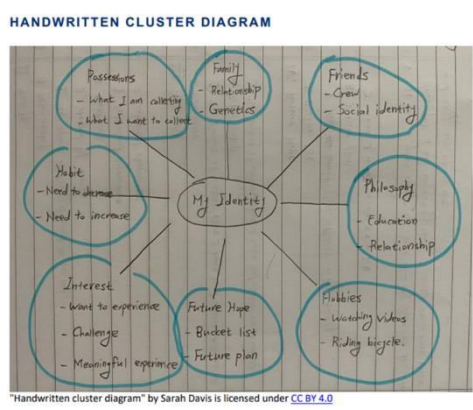 HANDWRITTEN CLUSTER DIAGRAM
Possessions
- What I am collecting
- What I want to collect
Family
- Relationship
- Genetics
Friends
- Crew
- Social identity
Habit
- Need to decrease
- Need to increase
My Identity
Philosophy
- Education
- Relationship
Interest
- Want to experience
- Challenge
- Meaningful experience
Future Hope
- Bucket list
- Future plan
Hobbies
- Watching videos
- Riding bicycle.
"Handwritten cluster diagram" by Sarah Davis is licensed under CC BY 4.0